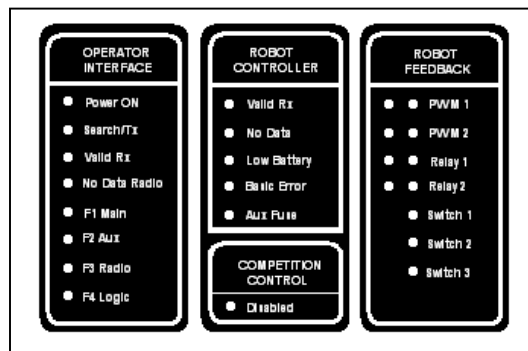 OPERATOR
INTERFACE
Power ON
Search/Tx
Valid Rx
No Data Radio
F1 Main
F2 Aux
F3 Radio
F4 Logic
ROBOT
CONTROLLER
Valid Rx
No Data
Low Battery
Basic Error
Aux Fuse
COMPETITION
CONTROL
Disabled
ROBOT
FEEDBACK
PWM 1
PWM 2
Relay 1
Relay 2
Switch 1
Switch 2
Switch 3